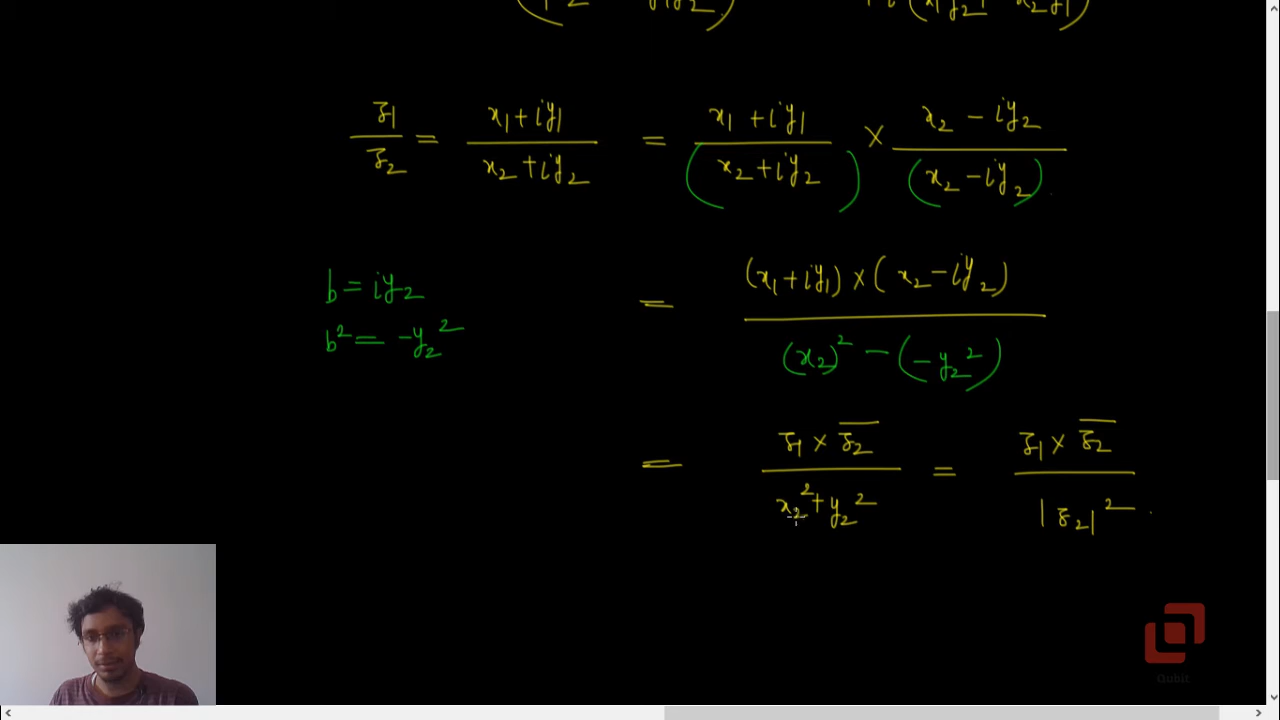 z₁/z₂ = (x₁+iy₁)/(x₂+iy₂) = (x₁+iy₁)/(x₂+iy₂) × (x₂−iy₂)/(x₂−iy₂)
b = iy₂
= (x₁+iy₁)×(x₂−iy₂)/((x₂)²−(−y₂²))
b² = −y₂²
= z₁×z̅₂/(x₂²+y₂²) = z₁×z̅₂/|z₂|²
Qubit